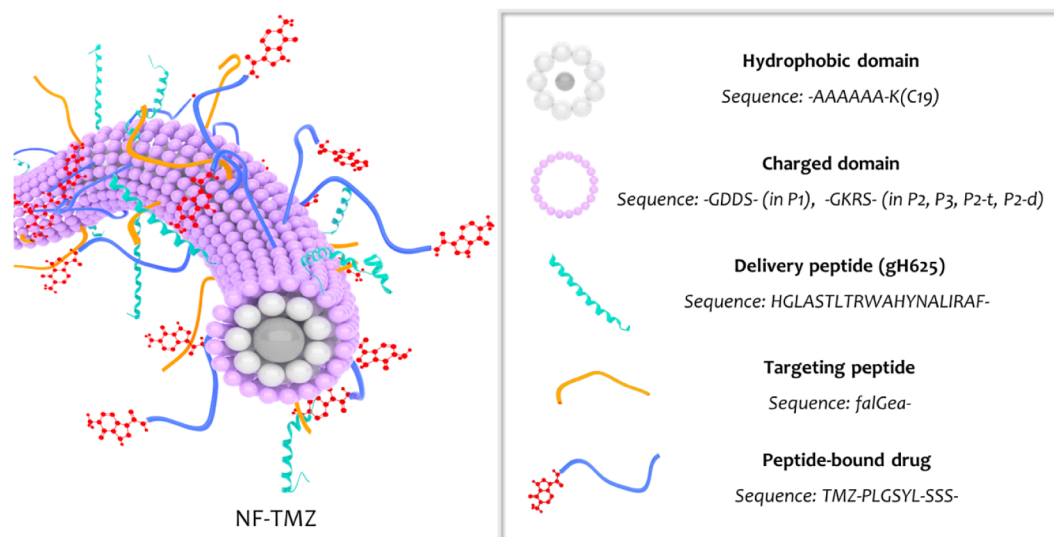 NF-TMZ
Hydrophobic domain
Sequence: -AAAAAA-K(C19)
Charged domain
Sequence: -GDDS- (in P1), -GKRS- (in P2, P3, P2-t, P2-d)
Delivery peptide (gH625)
Sequence: HGLASTLTRWAHYNALIRAF-
Targeting peptide
Sequence: falGea-
Peptide-bound drug
Sequence: TMZ-PLGSYL-SSS-